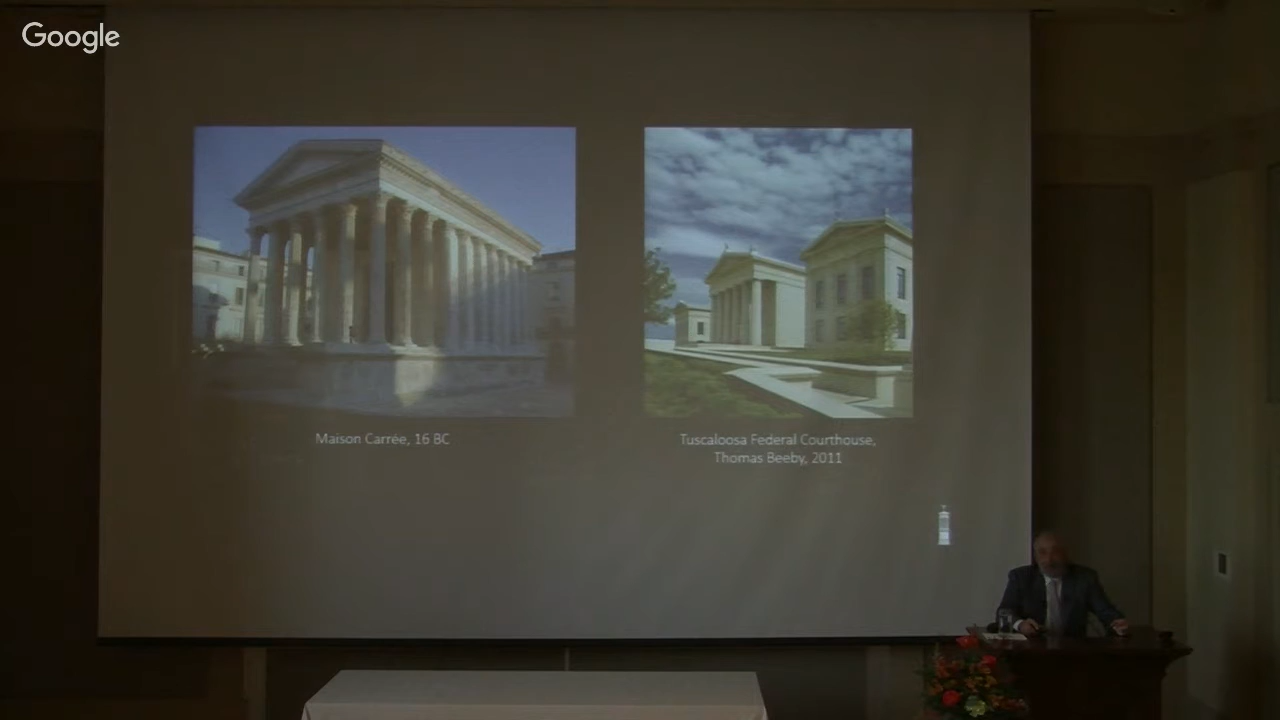 Google
Maison Carrée, 16 BC
Tuscaloosa Federal Courthouse,
Thomas Beeby, 2011